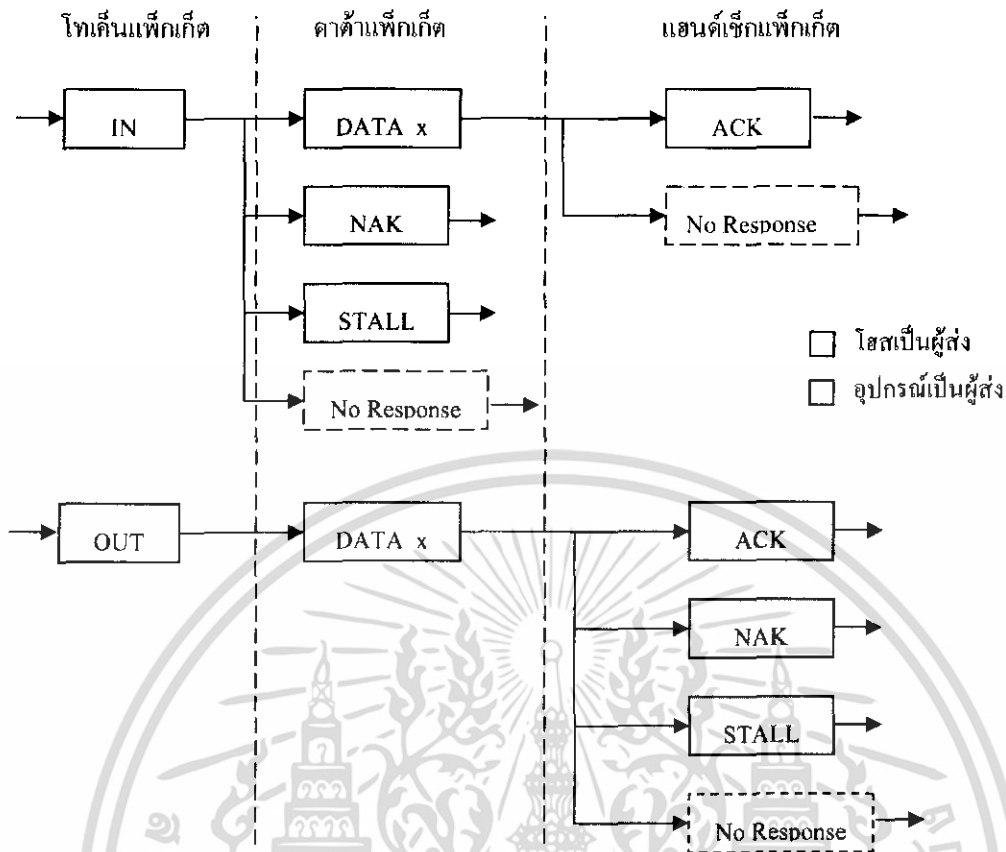 โทเค็นแพ็กเก็ต ดาต้าแพ็กเก็ต แฮนด์เช็กแพ็กเก็ต
IN DATA x ACK
NAK No Response
STALL
โฮสเป็นผู้ส่ง
No Response อุปกรณ์เป็นผู้ส่ง
OUT DATA x ACK
NAK
STALL
No Response